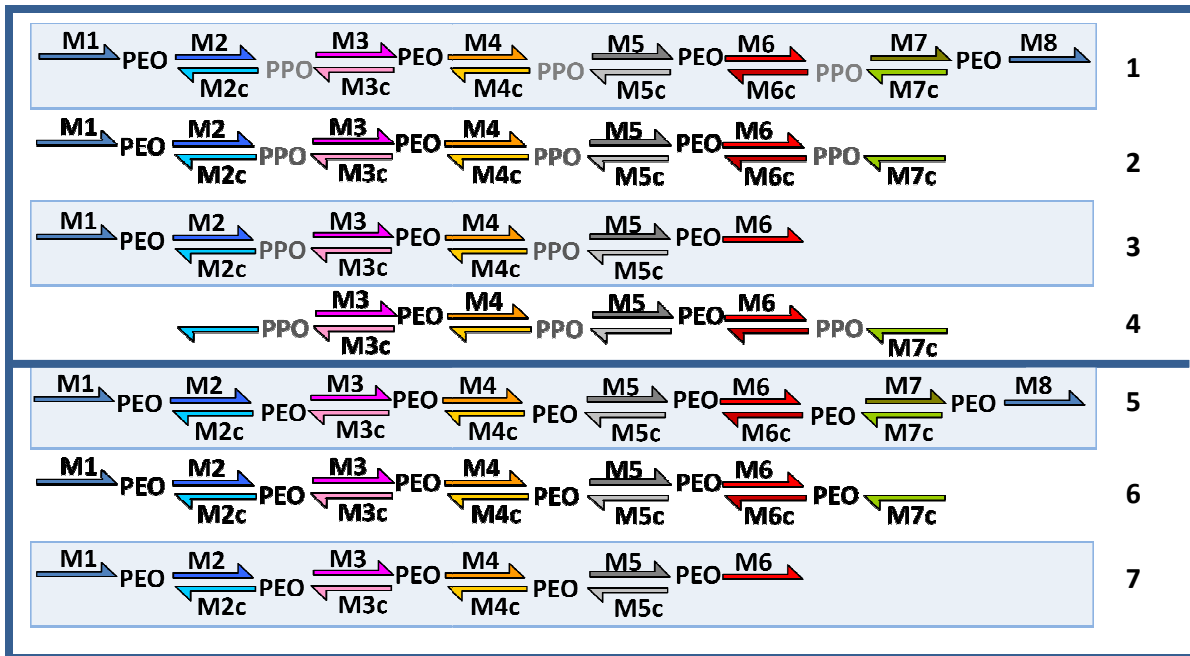 M1 M2 M3 M4 M5 M6 M7 M8
PEO PPO PEO PPO PEO PPO PEO 1
M2c M3c M4c M5c M6c M7c
M1 M2 M3 M4 M5 M6
PEO PPO PEO PPO PEO PPO 2
M2c M3c M4c M5c M6c M7c
M1 M2 M3 M4 M5 M6
PEO PPO PEO PPO PEO 3
M2c M3c M4c M5c
M3 M4 M5 M6
PPO PEO PPO PEO PPO 4
M3c M7c
M1 M2 M3 M4 M5 M6 M7 M8
PEO PEO PEO PEO PEO PEO PEO 5
M2c M3c M4c M5c M6c M7c
M1 M2 M3 M4 M5 M6
PEO PEO PEO PEO PEO PEO 6
M2c M3c M4c M5c M6c M7c
M1 M2 M3 M4 M5 M6
PEO PEO PEO PEO PEO 7
M2c M3c M4c M5c